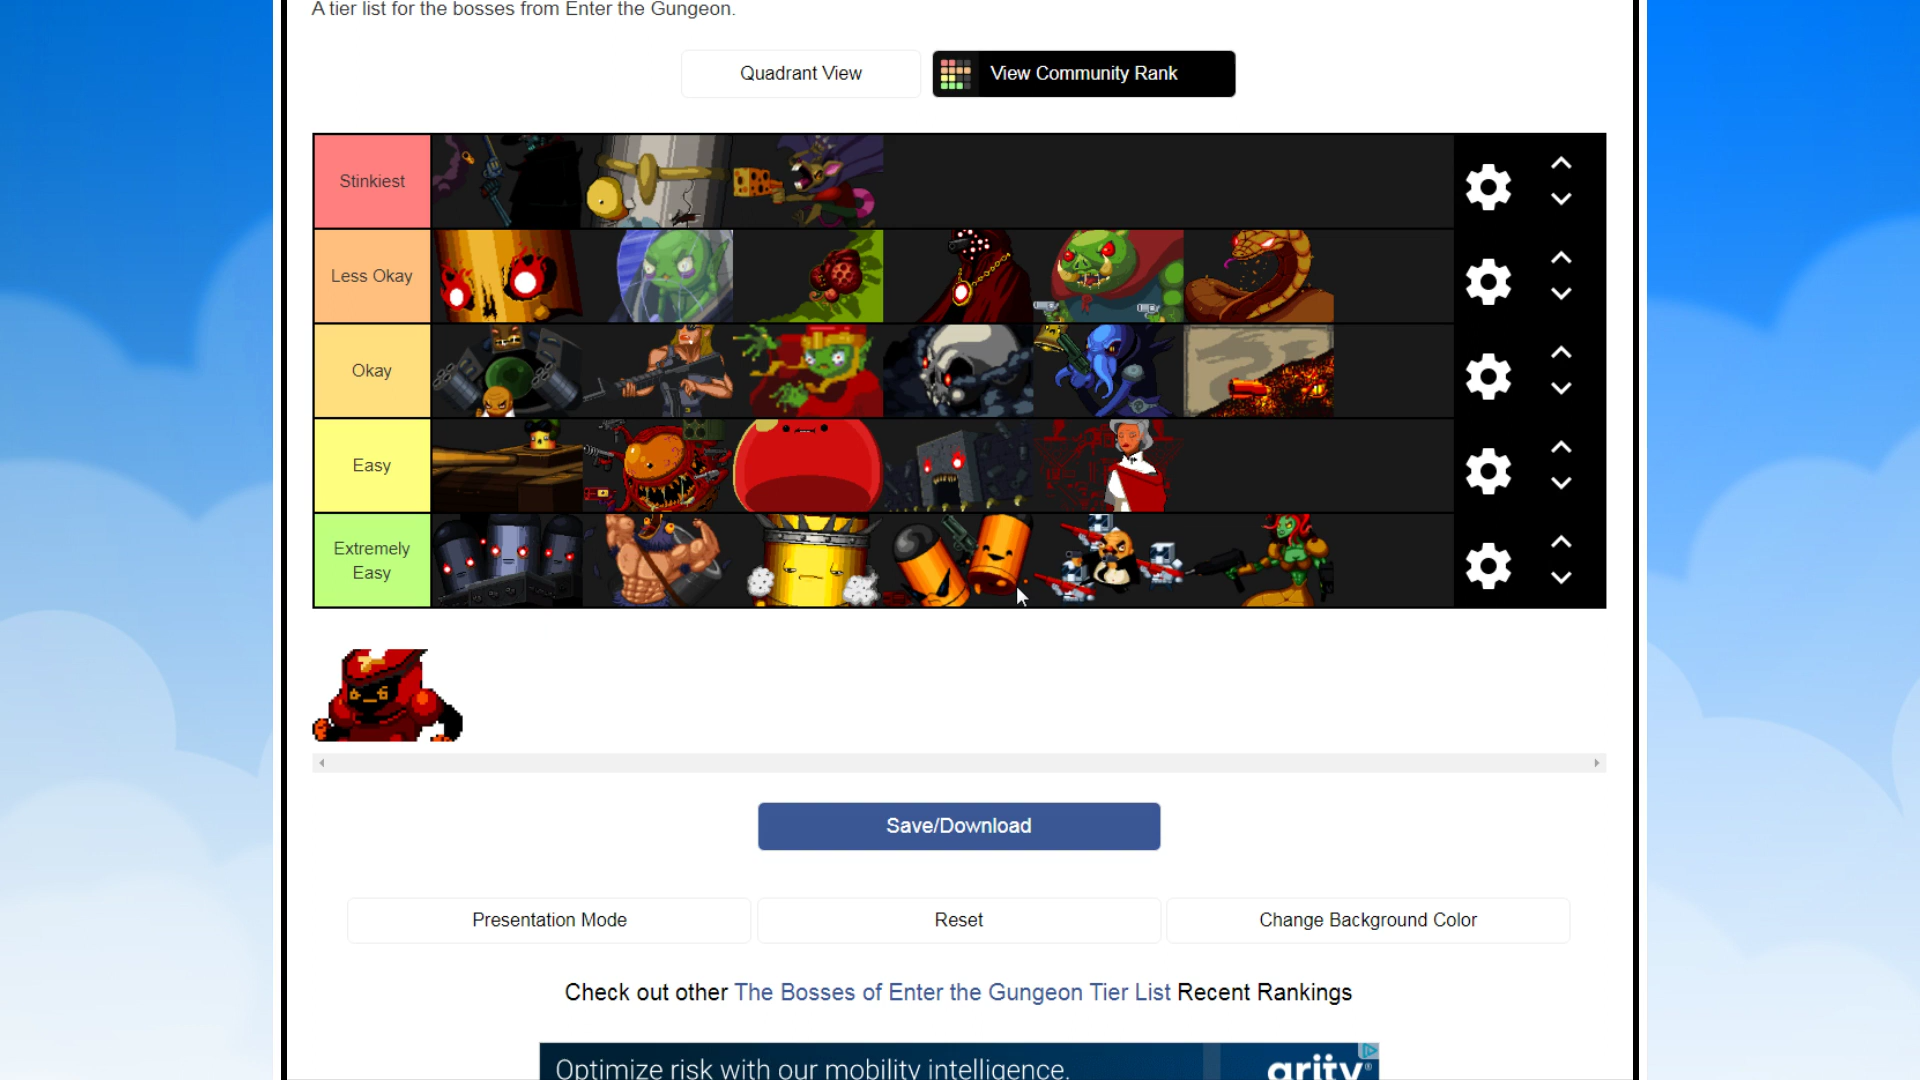 A tier list for the bosses from Enter the Gungeon.
Quadrant View
View Community Rank
Stinkiest
Less Okay
Okay
Easy
Extremely
Easy
Save/Download
Presentation Mode
Reset
Change Background Color
Check out other The Bosses of Enter the Gungeon Tier List Recent Rankings
Optimize risk with our mobility intelligence.
arity